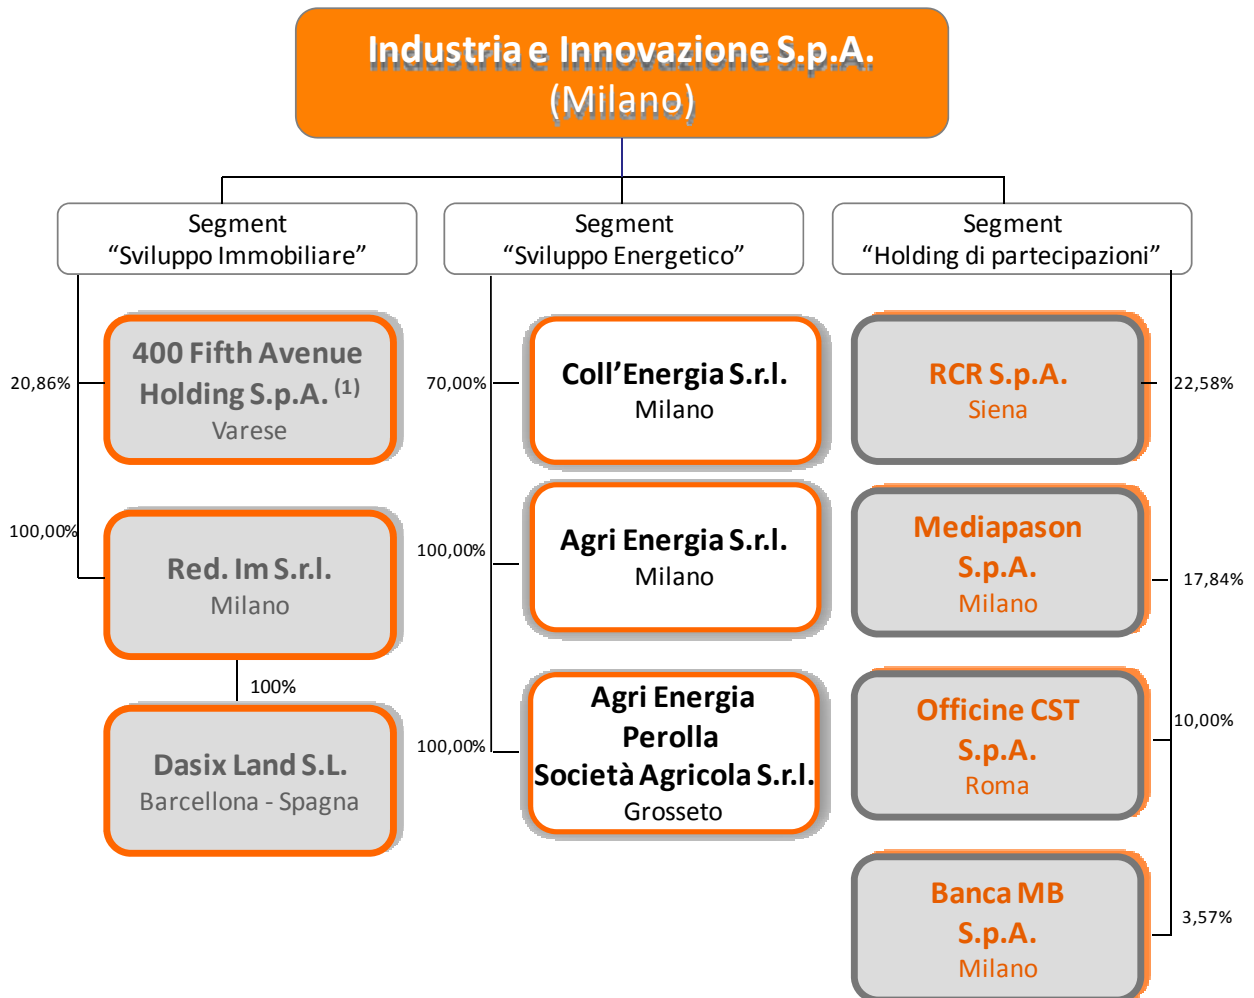 Industria e Innovazione S.p.A.
(Milano)
Segment
“Sviluppo Immobiliare”
20,86%
400 Fifth Avenue
Holding S.p.A. (1)
Varese
100,00%
Red. Im S.r.l.
Milano
100%
Dasix Land S.L.
Barcellona - Spagna
Segment
“Sviluppo Energetico”
70,00%
Coll’Energia S.r.l.
Milano
100,00%
Agri Energia S.r.l.
Milano
100,00%
Agri Energia
Perolla
Società Agricola S.r.l.
Grosseto
Segment
“Holding di partecipazioni”
RCR S.p.A.
Siena
22,58%
Mediapason
S.p.A.
Milano
17,84%
Officine CST
S.p.A.
Roma
10,00%
Banca MB
S.p.A.
Milano
3,57%